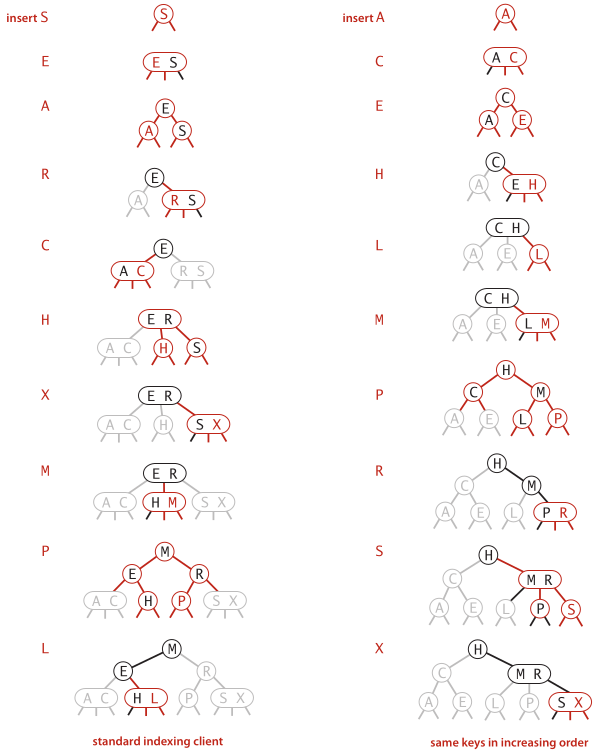 insert S
S
E
E S
A
E
A S
R
E
A R S
C
E
A C R S
H
E R
A C H S
X
E R
A C H S X
M
E R
A C H M S X
P
M
E R
A C H P S X
L
M
E R
A C H L P S X
standard indexing client
insert A
A
C
A C
E
C
A E
H
C
A E H
L
C H
A E L
M
C H
A E L M
P
H
C M
A E L P
R
H
C M
A E L P R
S
H
C M R
A E L P S
X
H
C M R
A E L P S X
same keys in increasing order